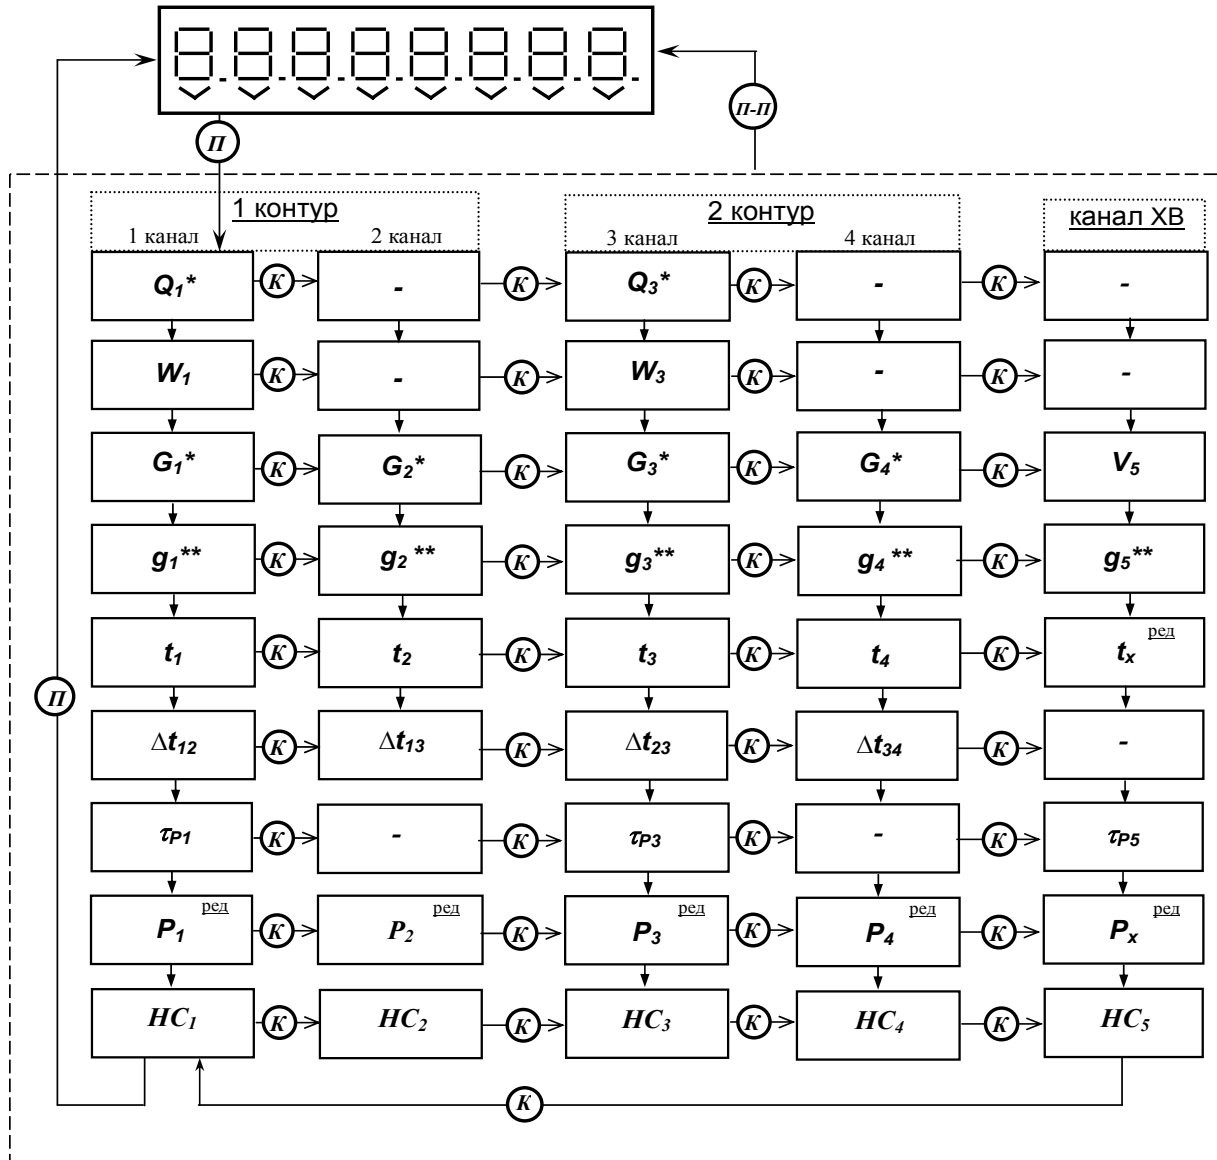 П
П-П
1 контур
2 контур
канал ХВ
1 канал
2 канал
3 канал
4 канал
Q1* К - К Q3* К - К -
W1 К - К W3 К - К -
G1* К G2* К G3* К G4* К V5
g1** К g2** К g3** К g4** К g5**
t1 К t2 К t3 К t4 К tx ред
П
Δt12 К Δt13 К Δt23 К Δt34 К -
τP1 К - К τP3 К - К τP5
P1 ред К P2 ред К P3 ред К P4 ред К Px ред
НС1 К НС2 К НС3 К НС4 К НС5
К